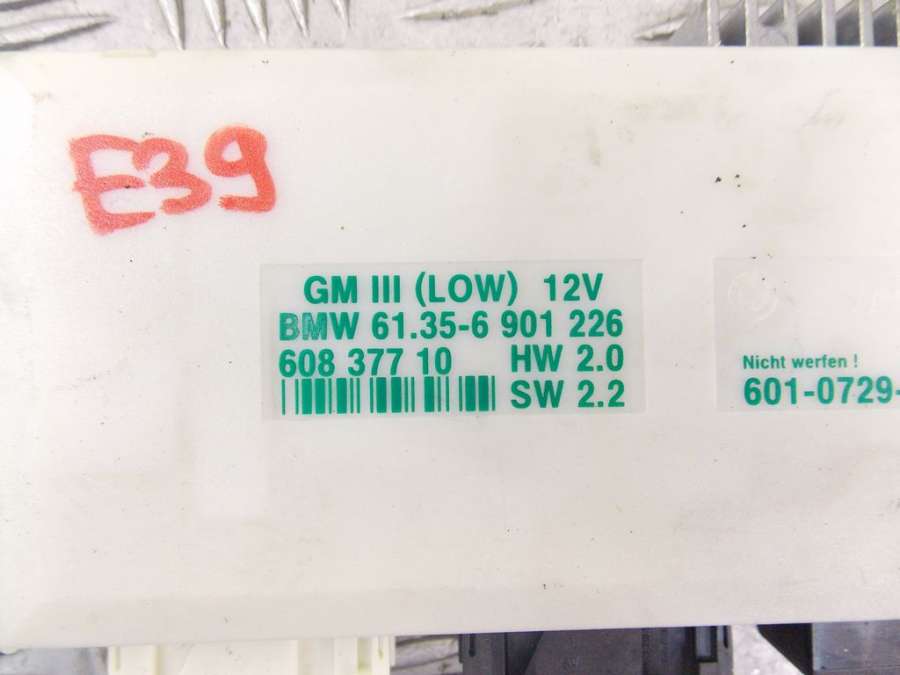 E39
GM III (LOW) 12V
BMW 61.35-6 901 226
608 377 10 HW 2.0
SW 2.2
Nicht werfen !
601-0729-